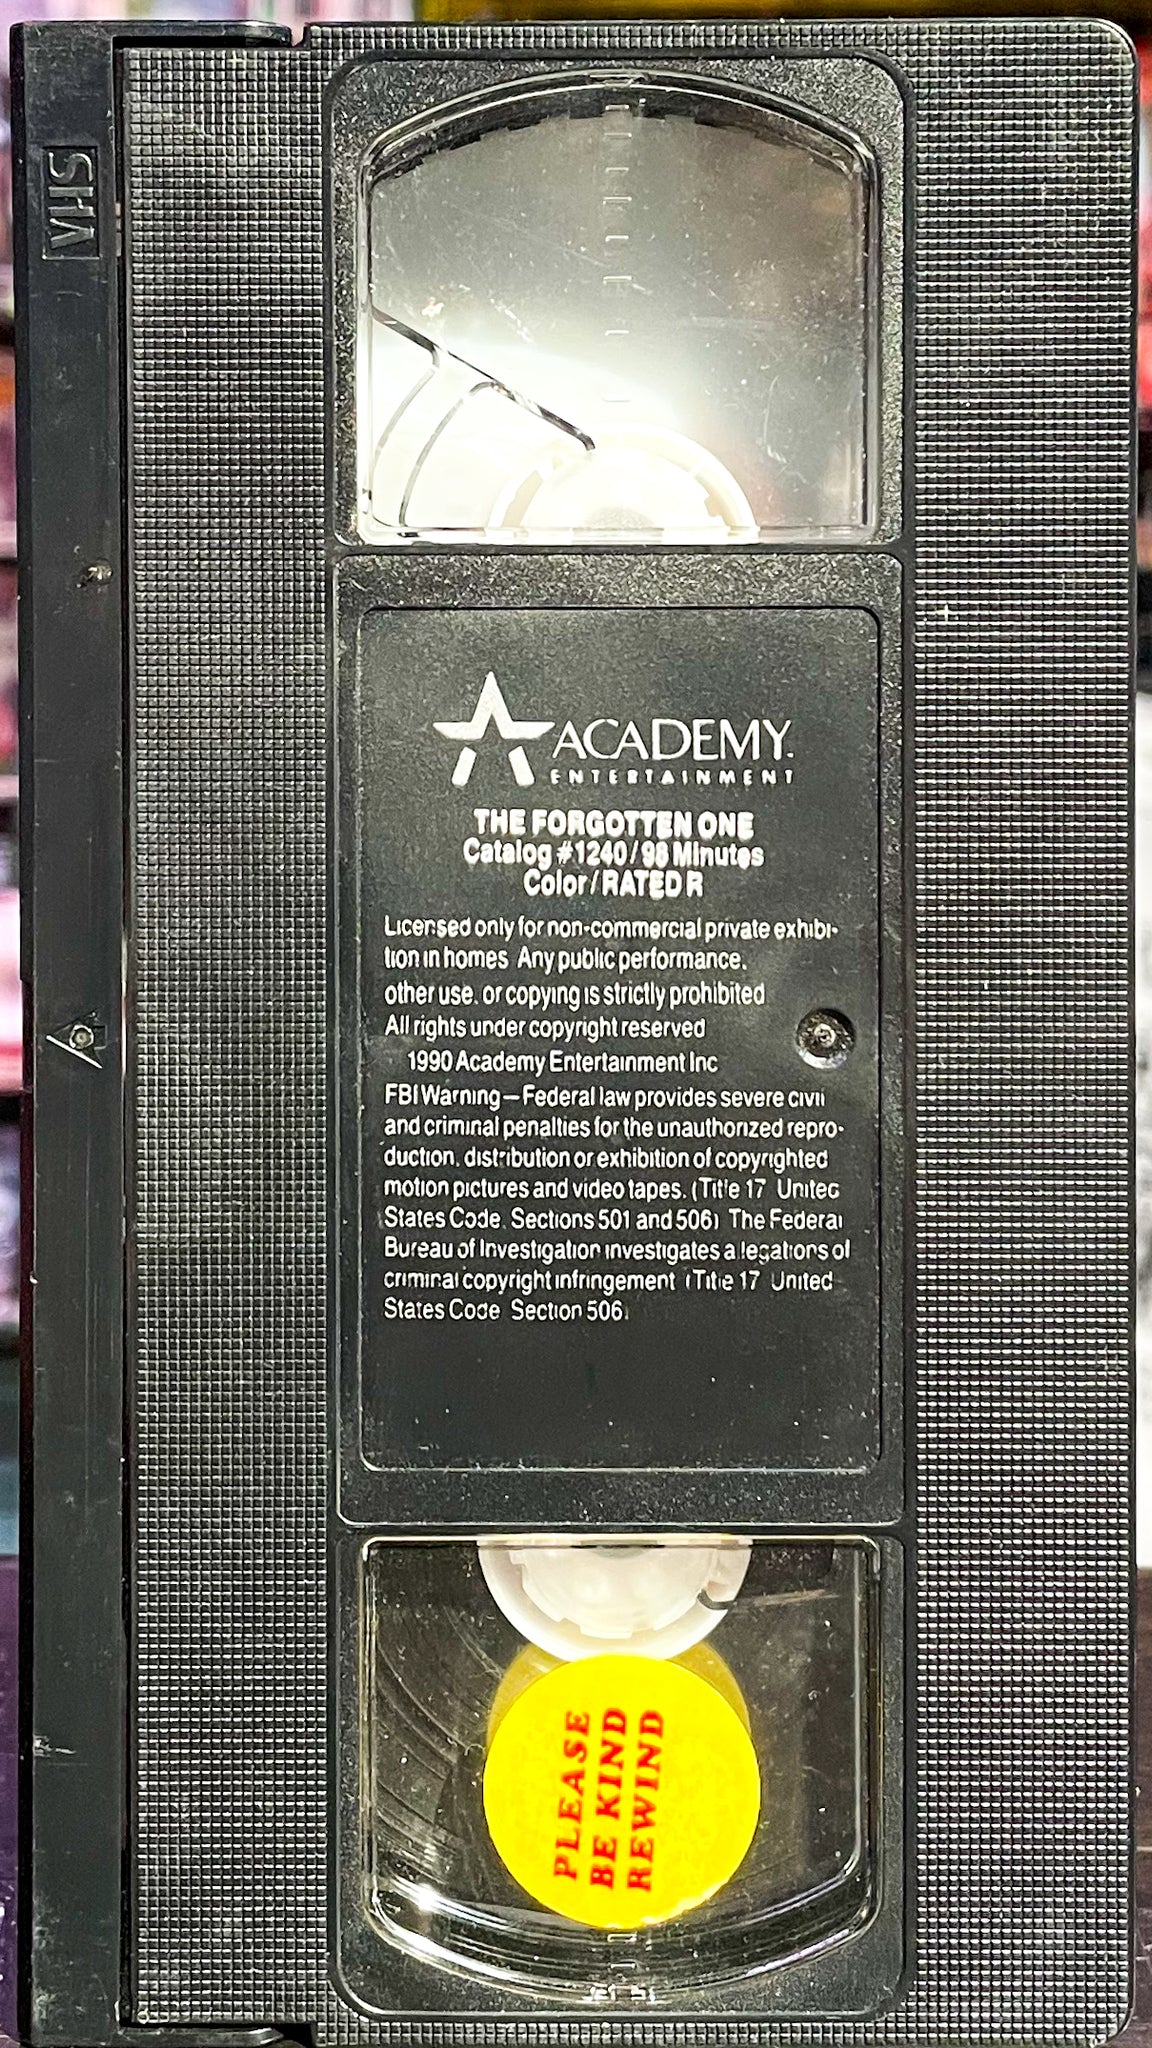 VHS
ACADEMY
ENTERTAINMENT
THE FORGOTTEN ONE
Catalog #1240/98 Minutes
Color/RATED R
Licensed only for non-commercial private exhibi-
tion in homes Any public performance,
other use, or copying is strictly prohibited
All rights under copyright reserved
1990 Academy Entertainment Inc
FBI Warning—Federal law provides severe civil
and criminal penalties for the unauthorized repro-
duction, distribution or exhibition of copyrighted
motion pictures and video tapes. (Title 17 United
States Code, Sections 501 and 506) The Federal
Bureau of Investigation investigates allegations of
criminal copyright infringement (Title 17 United
States Code Section 506)
PLEASE
BE KIND
REWIND